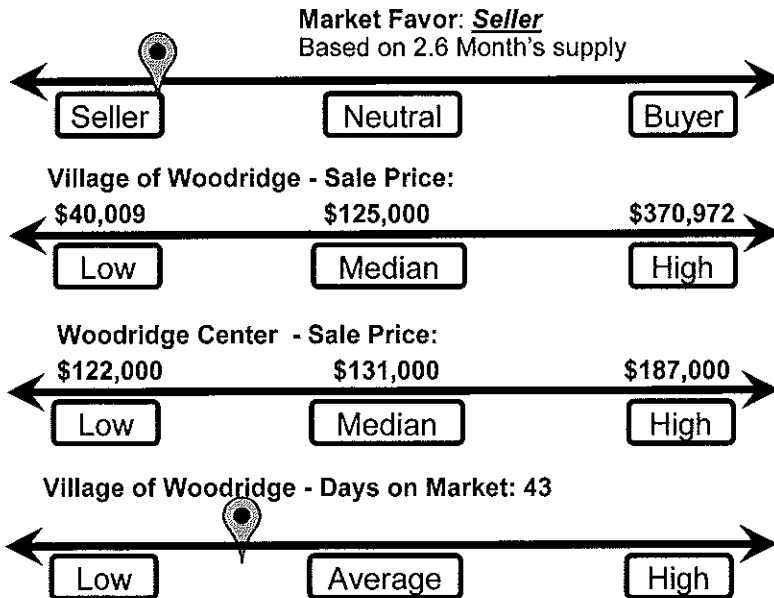 Market Favor: Seller
Based on 2.6 Month's supply
Seller Neutral Buyer
Village of Woodridge - Sale Price:
$40,009 $125,000 $370,972
Low Median High
Woodridge Center - Sale Price:
$122,000 $131,000 $187,000
Low Median High
Village of Woodridge - Days on Market: 43
Low Average High